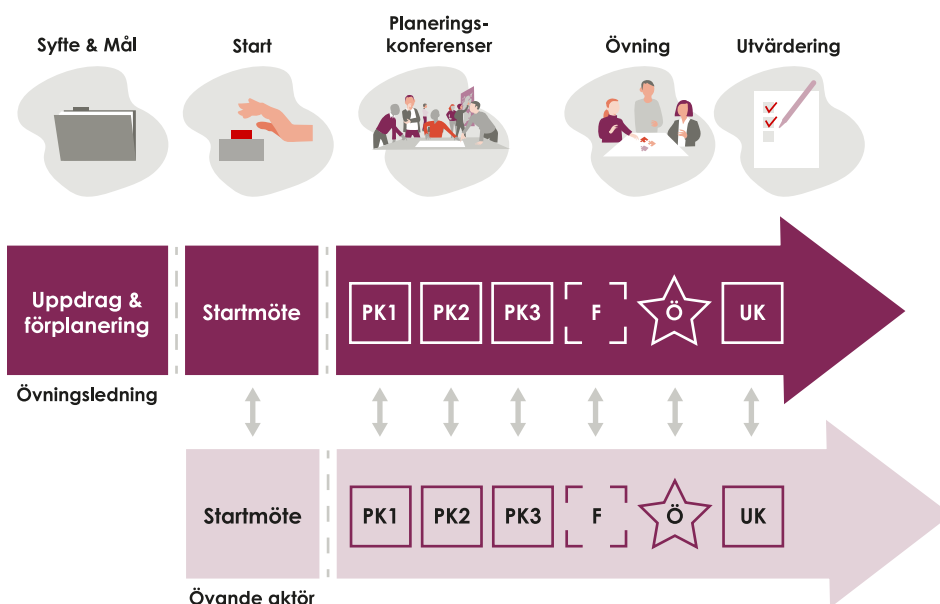 Syfte & Mål
Start
Planerings-
konferenser
Övning
Utvärdering
Uppdrag &
förplanering
Startmöte
PK1
PK2
PK3
F
Ö
UK
Övningsledning
Startmöte
PK1
PK2
PK3
F
Ö
UK
Övande aktör